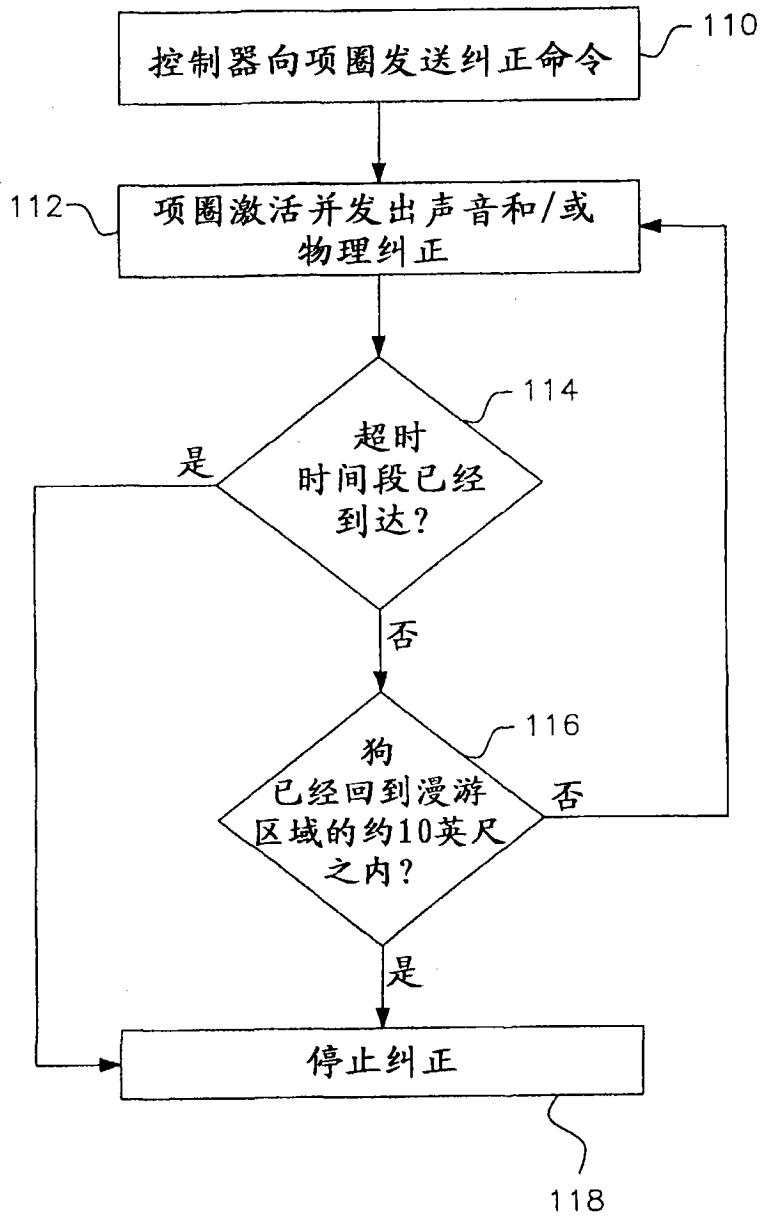 控制器向项圈发送纠正命令
110
112
项圈激活并发出声音和/或
物理纠正
114
超时
时间段已经
到达?
是
否
116
狗
已经回到漫游
区域的约10英尺
之内?
否
是
停止纠正
118